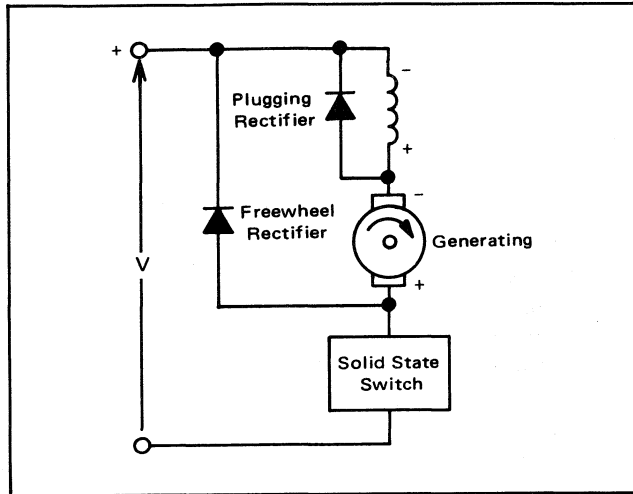 +
-
Plugging
Rectifier
+
-
Freewheel
Rectifier
Generating
V
+
Solid State
Switch